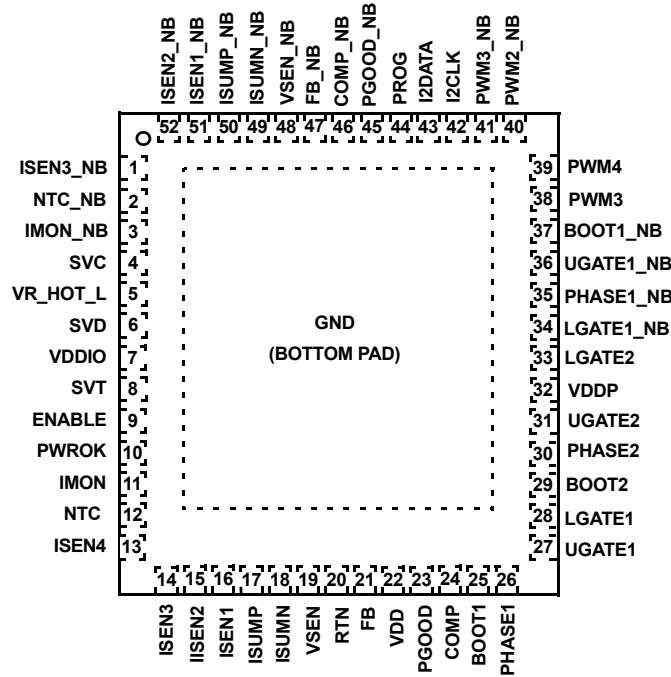 ISEN2_NB
ISEN1_NB
ISUMP_NB
ISUMN_NB
VSEN_NB
FB_NB
COMP_NB
PGOOD_NB
PROG
I2DATA
I2CLK
PWM3_NB
PWM2_NB
52 51 50 49 48 47 46 45 44 43 42 41 40
ISEN3_NB 1
NTC_NB 2
IMON_NB 3
SVC 4
VR_HOT_L 5
SVD 6
VDDIO 7
SVT 8
ENABLE 9
PWROK 10
IMON 11
NTC 12
ISEN4 13
GND
(BOTTOM PAD)
39 PWM4
38 PWM3
37 BOOT1_NB
36 UGATE1_NB
35 PHASE1_NB
34 LGATE1_NB
33 LGATE2
32 VDDP
31 UGATE2
30 PHASE2
29 BOOT2
28 LGATE1
27 UGATE1
14 15 16 17 18 19 20 21 22 23 24 25 26
ISEN3
IISEN2
ISEN1
ISUMP
ISUMN
VSEN
RTN
FB
VDD
PGOOD
COMP
BOOT1
PHASE1